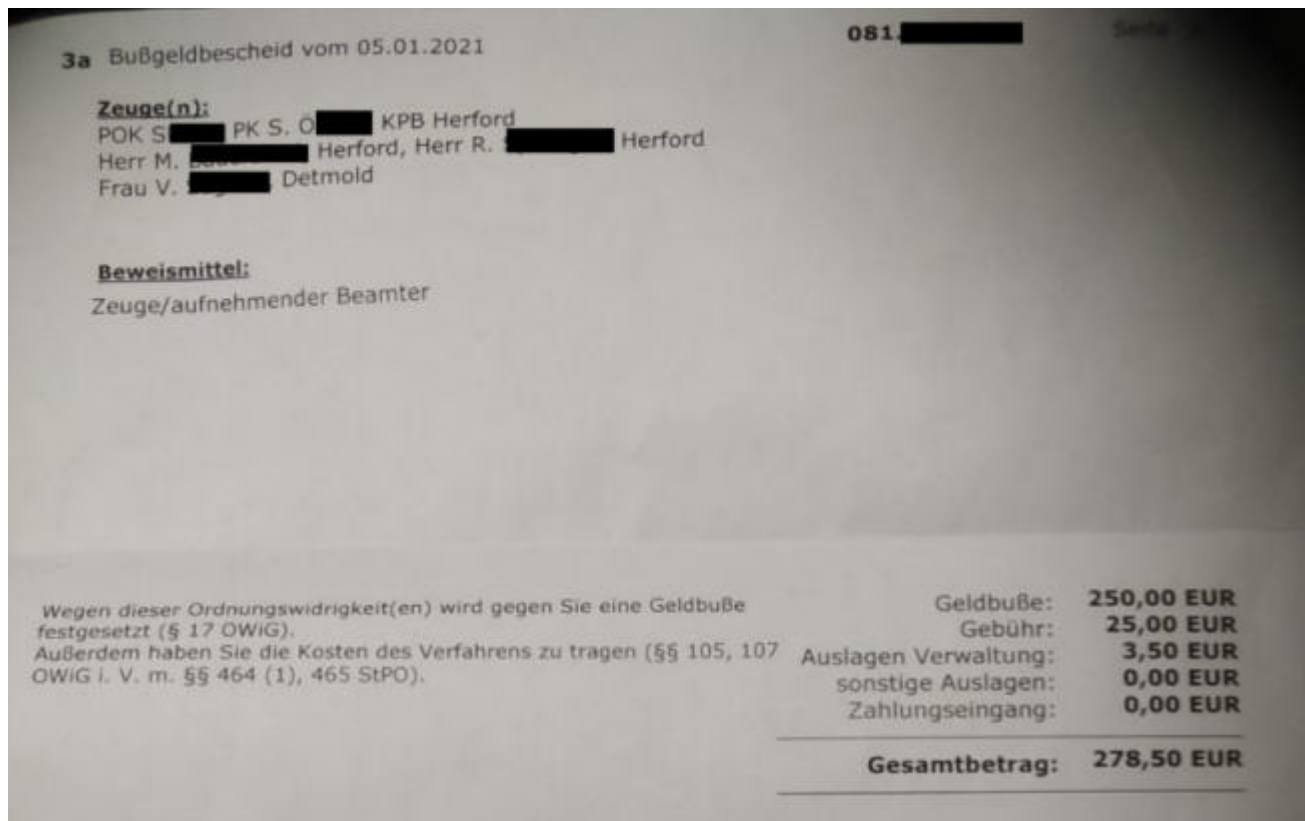 3a Bußgeldbescheid vom 05.01.2021
081.
Seite
Zeuge(n):
POK S PK S. Ö KPB Herford
Herr M. Herford, Herr R. Herford
Frau V. Detmold
Beweismittel:
Zeuge/aufnehmender Beamter
Wegen dieser Ordnungswidrigkeit(en) wird gegen Sie eine Geldbuße
festgesetzt (§ 17 OWiG).
Außerdem haben Sie die Kosten des Verfahrens zu tragen (§§ 105, 107
OWiG i. V. m. §§ 464 (1), 465 StPO).
Geldbuße: 250,00 EUR
Gebühr: 25,00 EUR
Auslagen Verwaltung: 3,50 EUR
sonstige Auslagen: 0,00 EUR
Zahlungseingang: 0,00 EUR
Gesamtbetrag: 278,50 EUR